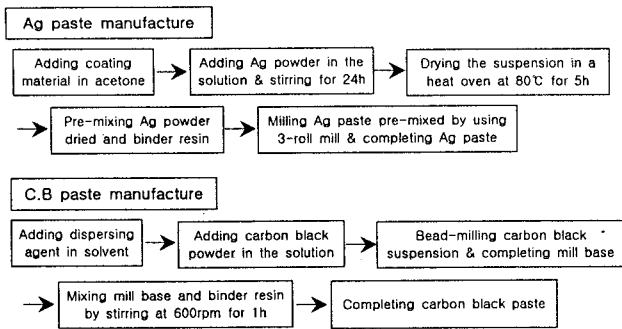 Ag paste manufacture
Adding coating
material in acetone
Adding Ag powder in the
solution & stirring for 24h
Drying the suspension in a
heat oven at 80℃ for 5h
Pre-mixing Ag powder
dried and binder resin
Milling Ag paste pre-mixed by using
3-roll mill & completing Ag paste
C.B paste manufacture
Adding dispersing
agent in solvent
Adding carbon black
powder in the solution
Bead-milling carbon black
suspension & completing mill base
Mixing mill base and binder resin
by stirring at 600rpm for 1h
Completing carbon black paste